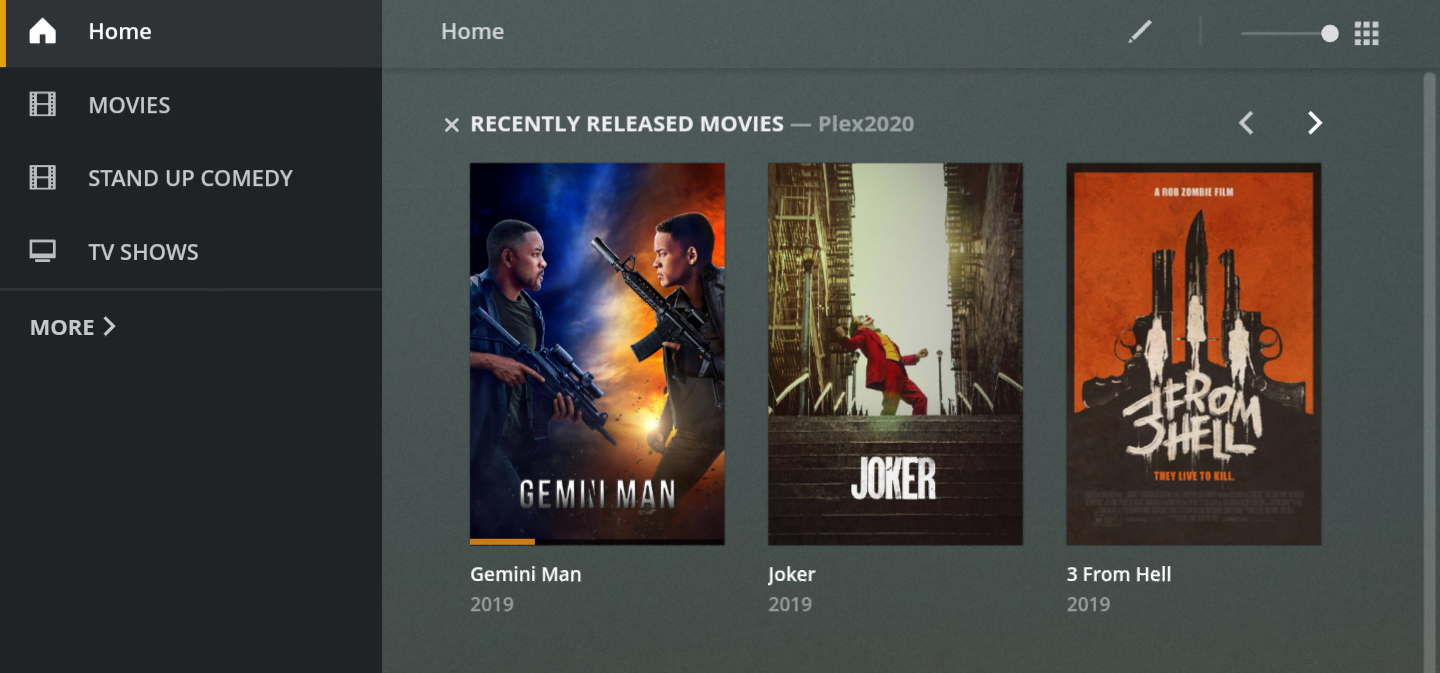 Home
MOVIES
STAND UP COMEDY
TV SHOWS
MORE
Home
RECENTLY RELEASED MOVIES — Plex2020
GEMINI MAN
Gemini Man
2019
JOKER
Joker
2019
A ROB ZOMBIE FILM
3 FROM
HELL
THEY LIVE TO KILL.
3 From Hell
2019